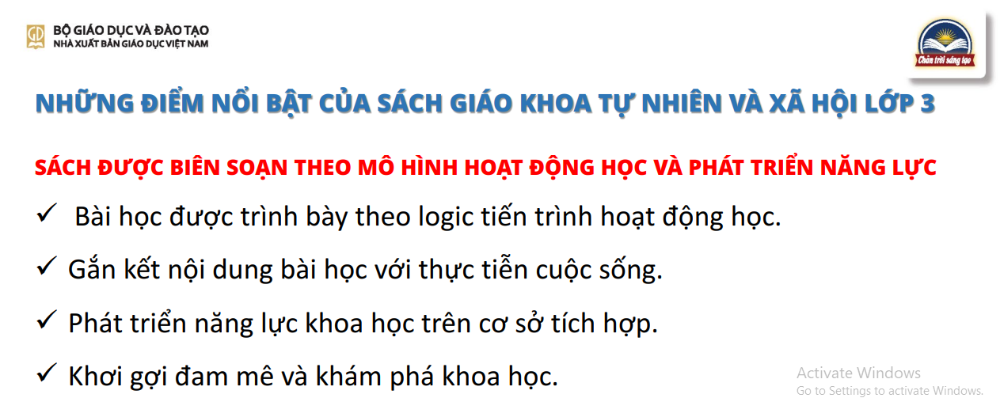 BỘ GIÁO DỤC VÀ ĐÀO TẠO
NHÀ XUẤT BẢN GIÁO DỤC VIỆT NAM
Chân trời sáng tạo
NHỮNG ĐIỂM NỔI BẬT CỦA SÁCH GIÁO KHOA TỰ NHIÊN VÀ XÃ HỘI LỚP 3
SÁCH ĐƯỢC BIÊN SOẠN THEO MÔ HÌNH HOẠT ĐỘNG HỌC VÀ PHÁT TRIỂN NĂNG LỰC
✓ Bài học được trình bày theo logic tiến trình hoạt động học.
✓ Gắn kết nội dung bài học với thực tiễn cuộc sống.
✓ Phát triển năng lực khoa học trên cơ sở tích hợp.
✓ Khơi gợi đam mê và khám phá khoa học.
Activate Windows
Go to Settings to activate Windows.